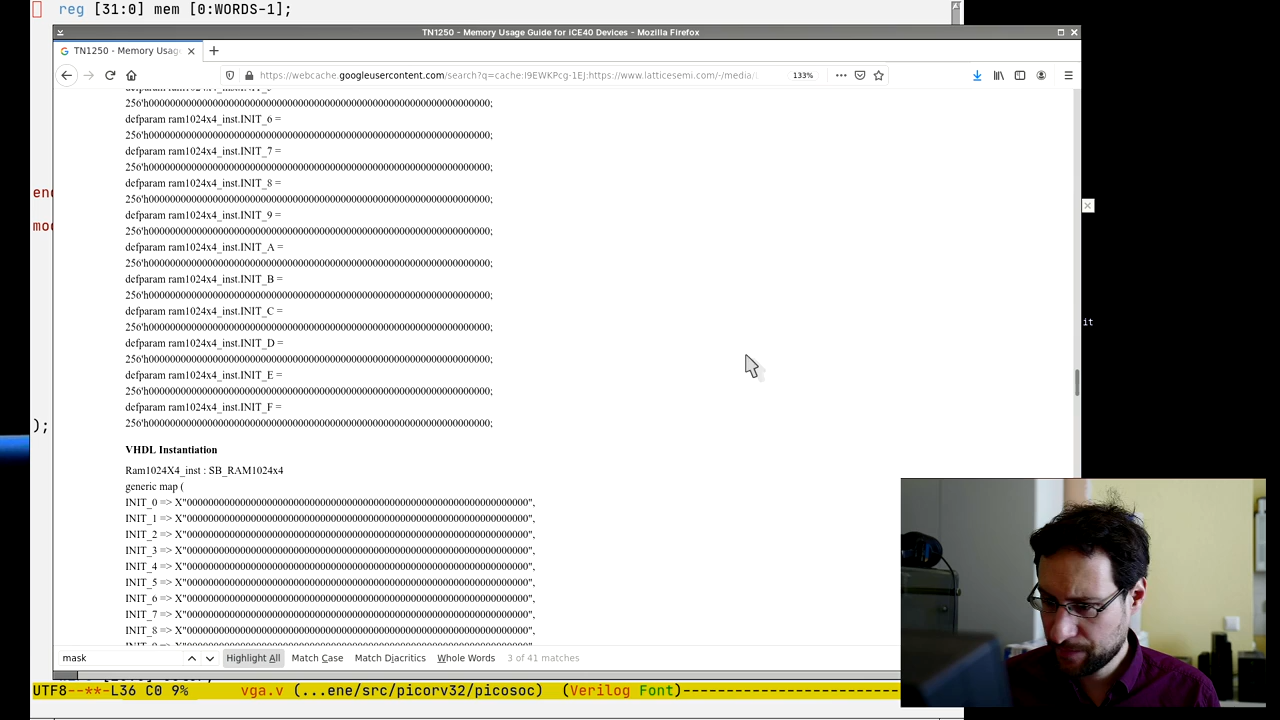 reg [31:0] mem [0:WORDS-1];
TN1250 - Memory Usage Guide for iCE40 Devices - Mozilla Firefox
TN1250 - Memory Usag
https://webcache.googleusercontent.com/search?q=cache:I9EWKPcg-1EJ:https://www.latticesemi.com/-/media/ 133%
256'h0000000000000000000000000000000000000000000000000000000000000000;
defparam ram1024x4_inst.INIT_6 =
256'h0000000000000000000000000000000000000000000000000000000000000000;
defparam ram1024x4_inst.INIT_7 =
256'h0000000000000000000000000000000000000000000000000000000000000000;
defparam ram1024x4_inst.INIT_8 =
256'h0000000000000000000000000000000000000000000000000000000000000000;
end
defparam ram1024x4_inst.INIT_9 =
mod
256'h0000000000000000000000000000000000000000000000000000000000000000;
defparam ram1024x4_inst.INIT_A =
256'h0000000000000000000000000000000000000000000000000000000000000000;
defparam ram1024x4_inst.INIT_B =
256'h0000000000000000000000000000000000000000000000000000000000000000;
defparam ram1024x4_inst.INIT_C =
it
256'h0000000000000000000000000000000000000000000000000000000000000000;
defparam ram1024x4_inst.INIT_D =
256'h0000000000000000000000000000000000000000000000000000000000000000;
defparam ram1024x4_inst.INIT_E =
256'h0000000000000000000000000000000000000000000000000000000000000000;
defparam ram1024x4_inst.INIT_F =
256'h0000000000000000000000000000000000000000000000000000000000000000;
);
VHDL Instantiation
Ram1024X4_inst : SB_RAM1024x4
generic map (
INIT_0 => X"0000000000000000000000000000000000000000000000000000000000000000",
INIT_1 => X"0000000000000000000000000000000000000000000000000000000000000000",
INIT_2 => X"0000000000000000000000000000000000000000000000000000000000000000",
INIT_3 => X"0000000000000000000000000000000000000000000000000000000000000000",
INIT_4 => X"0000000000000000000000000000000000000000000000000000000000000000",
INIT_5 => X"0000000000000000000000000000000000000000000000000000000000000000",
INIT_6 => X"0000000000000000000000000000000000000000000000000000000000000000",
INIT_7 => X"0000000000000000000000000000000000000000000000000000000000000000",
INIT_8 => X"0000000000000000000000000000000000000000000000000000000000000000",
mask Highlight All Match Case Match Diacritics Whole Words 3 of 41 matches
UTF8--**-L36 C0 9% vga.v (...ene/src/picorv32/picosoc) (Verilog Font)